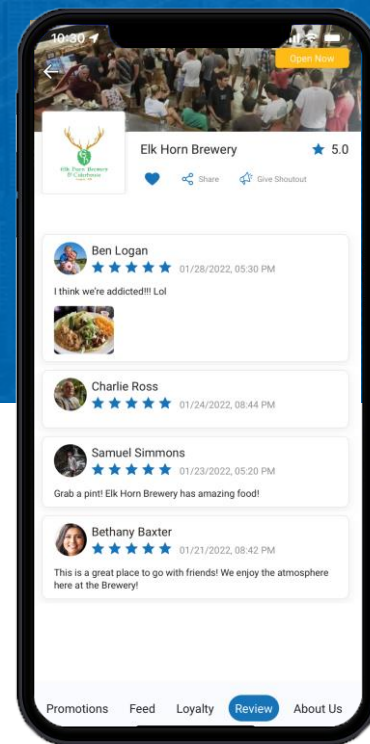 10:30
Open Now
Elk Horn Brewery
& Ciderhouse
Elk Horn Brewery
5.0
Share
Give Shoutout
Ben Logan
01/28/2022, 05:30 PM
I think we're addicted!!! Lol
Charlie Ross
01/24/2022, 08:44 PM
Samuel Simmons
01/23/2022, 05:20 PM
Grab a pint! Elk Horn Brewery has amazing food!
Bethany Baxter
01/21/2022, 08:42 PM
This is a great place to go with friends! We enjoy the atmosphere
here at the Brewery!
Promotions Feed Loyalty Review About Us